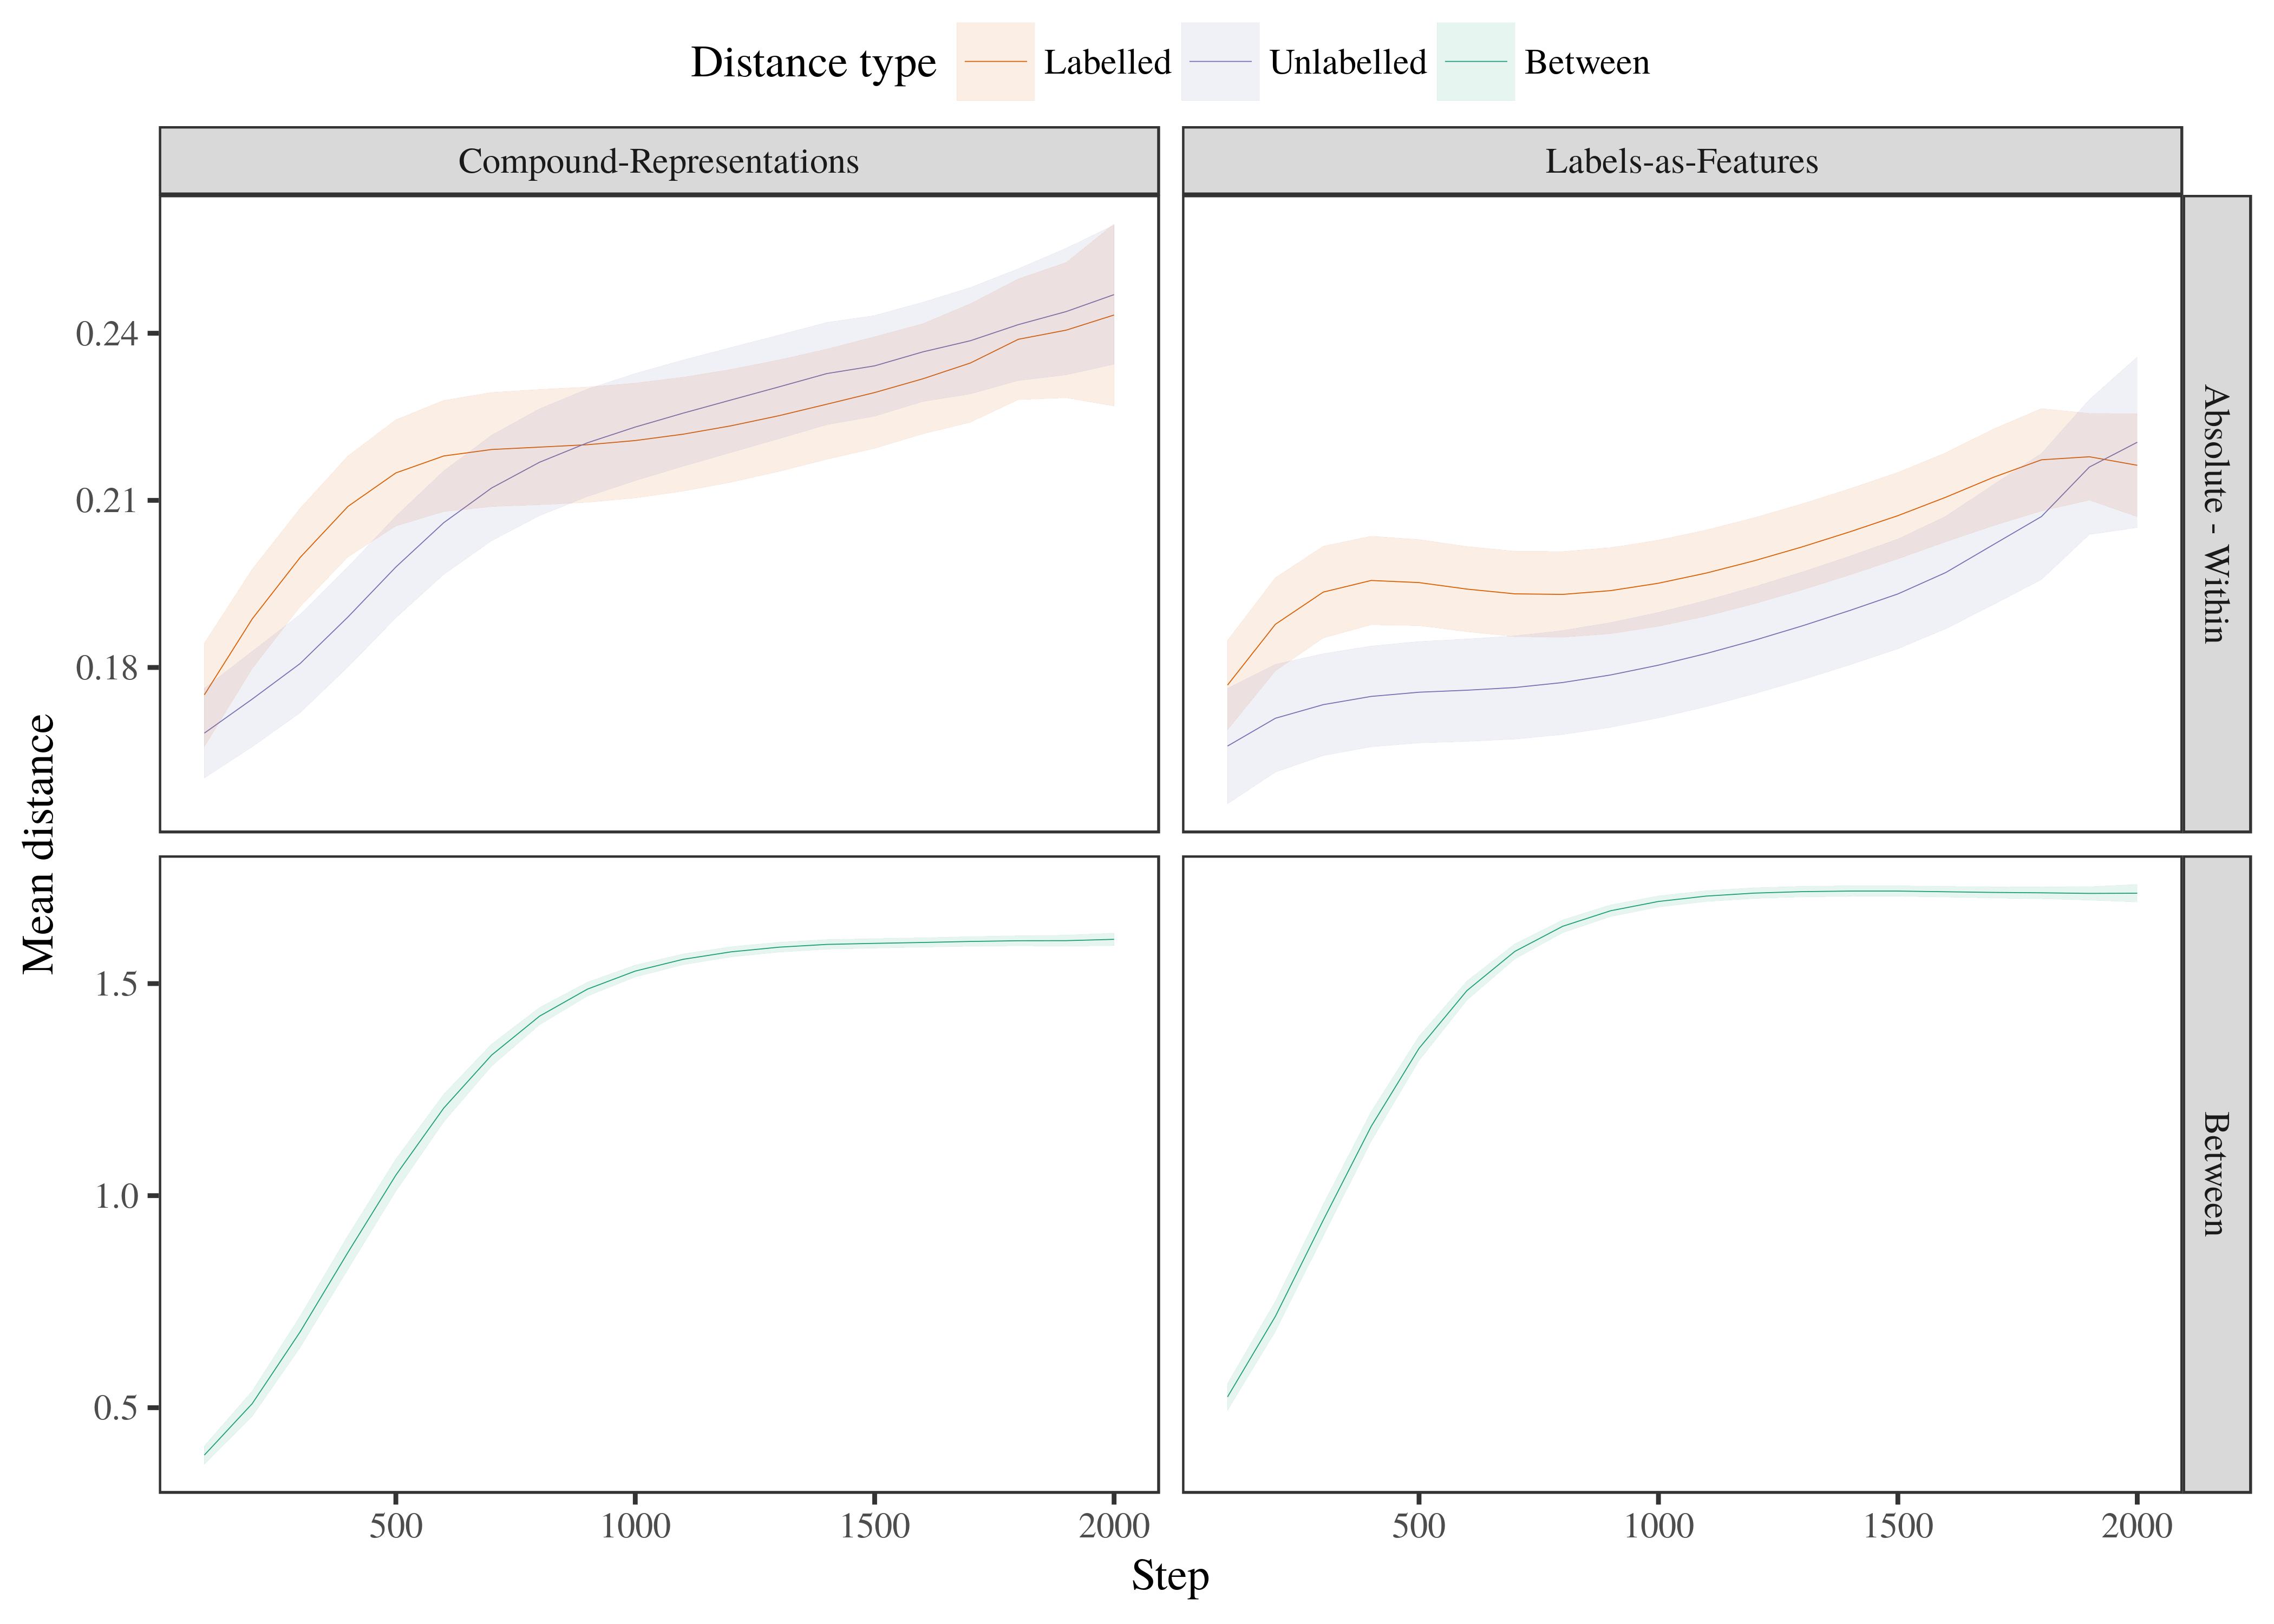 Distance type Labelled Unlabelled Between
Compound-Representations Labels-as-Features
0.24
0.21
0.18
Absolute - Within
Mean distance
1.5
1.0
0.5
Between
500 1000 1500 2000 500 1000 1500 2000
Step